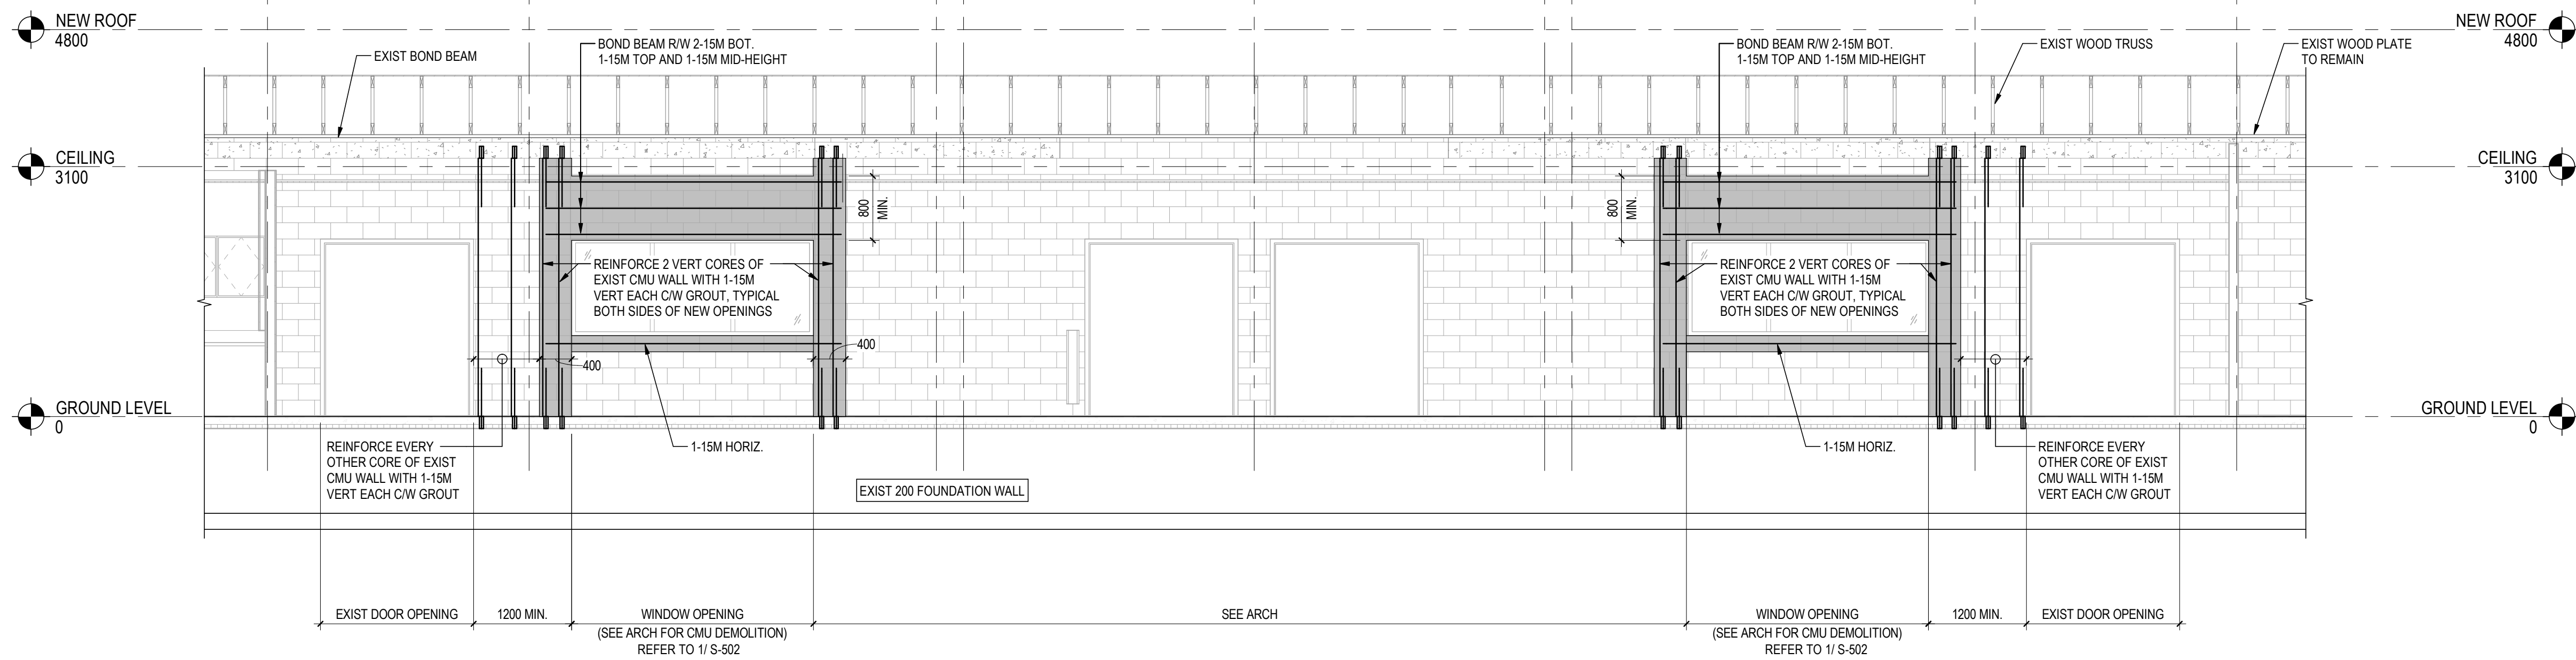 NEW ROOF
4800
EXIST BOND BEAM
BOND BEAM R/W 2-15M BOT.
1-15M TOP AND 1-15M MID-HEIGHT
BOND BEAM R/W 2-15M BOT.
1-15M TOP AND 1-15M MID-HEIGHT
EXIST WOOD TRUSS
EXIST WOOD PLATE
TO REMAIN
NEW ROOF
4800
CEILING
3100
800
MIN.
800
MIN.
CEILING
3100
REINFORCE 2 VERT CORES OF
EXIST CMU WALL WITH 1-15M
VERT EACH C/W GROUT, TYPICAL
BOTH SIDES OF NEW OPENINGS
REINFORCE 2 VERT CORES OF
EXIST CMU WALL WITH 1-15M
VERT EACH C/W GROUT, TYPICAL
BOTH SIDES OF NEW OPENINGS
400
400
GROUND LEVEL
0
GROUND LEVEL
0
REINFORCE EVERY
OTHER CORE OF EXIST
CMU WALL WITH 1-15M
VERT EACH C/W GROUT
1-15M HORIZ.
1-15M HORIZ.
REINFORCE EVERY
OTHER CORE OF EXIST
CMU WALL WITH 1-15M
VERT EACH C/W GROUT
EXIST 200 FOUNDATION WALL
EXIST DOOR OPENING
1200 MIN.
WINDOW OPENING
(SEE ARCH FOR CMU DEMOLITION)
REFER TO 1/ S-502
SEE ARCH
WINDOW OPENING
(SEE ARCH FOR CMU DEMOLITION)
REFER TO 1/ S-502
1200 MIN.
EXIST DOOR OPENING